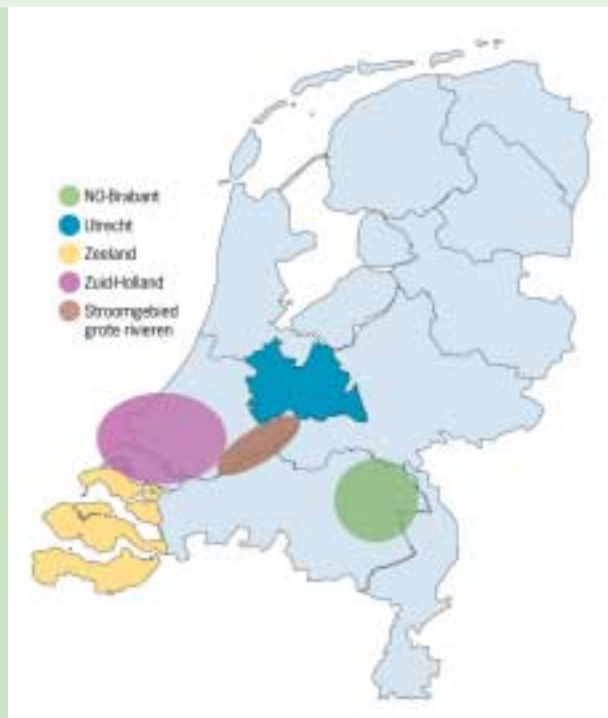 NO-Brabant
Utrecht
Zeeland
Zuid-Holland
Stroomgebied
grote rivieren